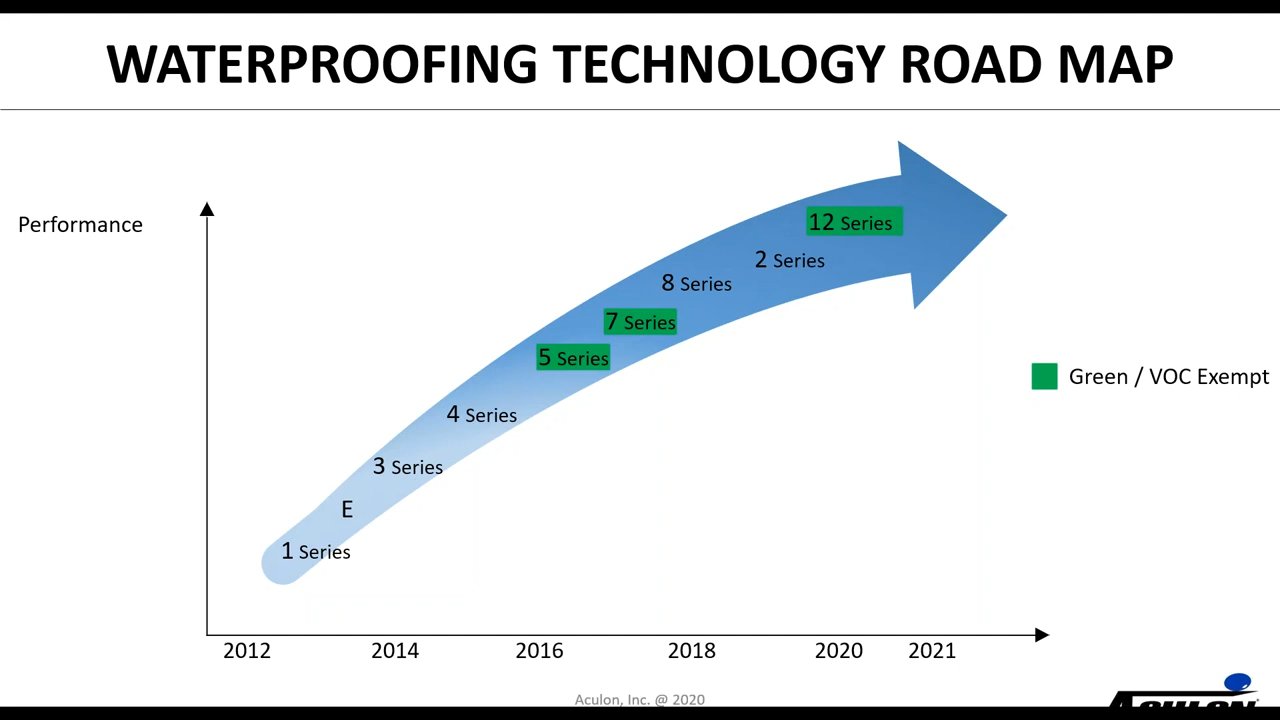 WATERPROOFING TECHNOLOGY ROAD MAP
Performance
12 Series
2 Series
8 Series
7 Series
5 Series
Green / VOC Exempt
4 Series
3 Series
E
1 Series
2012 2014 2016 2018 2020 2021
Aculon, Inc. @ 2020
ACULON